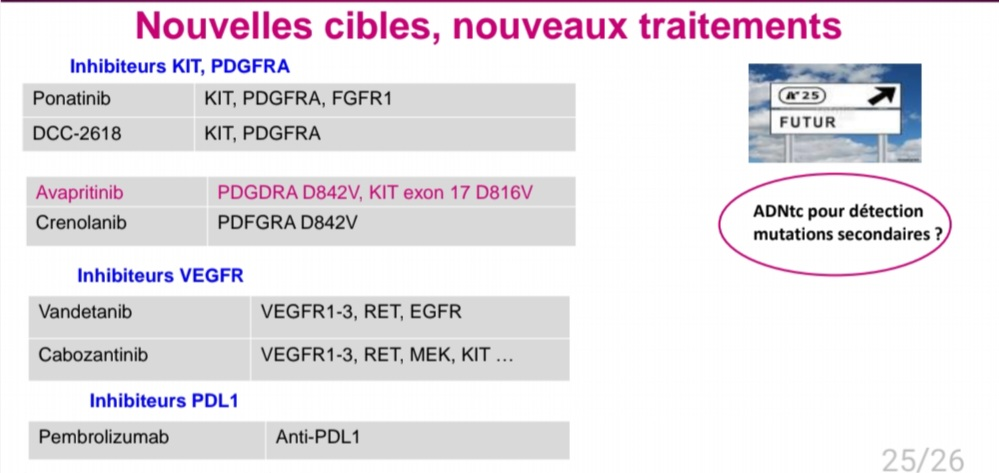 Nouvelles cibles, nouveaux traitements
Inhibiteurs KIT, PDGFRA
Ponatinib KIT, PDGFRA, FGFR1
DCC-2618 KIT, PDGFRA
Avapritinib PDGDRA D842V, KIT exon 17 D816V
Crenolanib PDFGRA D842V
Inhibiteurs VEGFR
Vandetanib VEGFR1-3, RET, EGFR
Cabozantinib VEGFR1-3, RET, MEK, KIT ...
Inhibiteurs PDL1
Pembrolizumab Anti-PDL1
A* 25
FUTUR
ADNtc pour détection
mutations secondaires ?
25/26